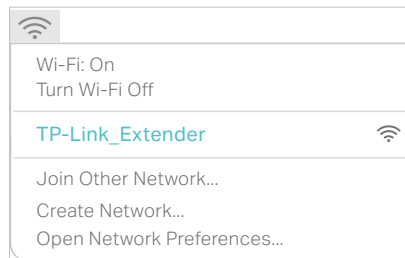 Wi-Fi: On
Turn Wi-Fi Off
TP-Link_Extender
Join Other Network...
Create Network...
Open Network Preferences...